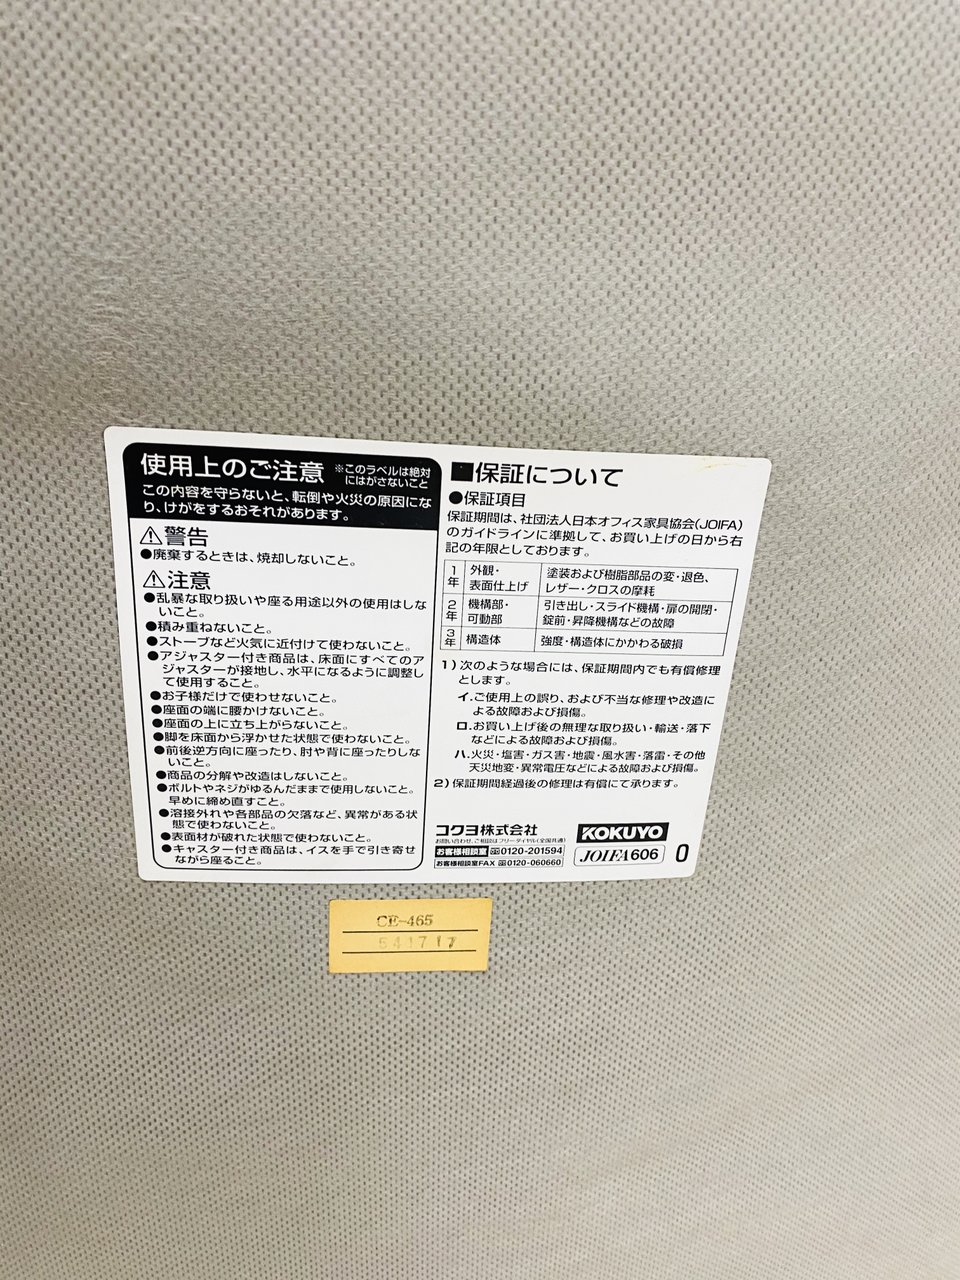 使用上のご注意 ※このラベルは絶対にはがさないこと
この内容を守らないと、転倒や火災の原因にな
り、けがをするおそれがあります。
⚠警告
●廃棄するときは、焼却しないこと。
⚠注意
●乱暴な取り扱いや座る用途以外の使用はしな
いこと。
●積み重ねないこと。
●ストーブなど火気に近付けて使わないこと。
●アジャスター付き商品は、床面にすべてのア
ジャスターが接地し、水平になるように調整し
て使用すること。
●お子様だけで使わせないこと。
●座面の端に腰かけないこと。
●座面の上に立ち上がらないこと。
●脚を床面から浮かせた状態で使わないこと。
●前後逆方向に座ったり、肘や背に座ったりしな
いこと。
●商品の分解や改造はしないこと。
●ボルトやネジがゆるんだままで使用しないこと。
早めに締め直すこと。
●溶接外れや各部品の欠落など、異常がある状
態で使わないこと。
●表面材が破れた状態で使わないこと。
●キャスター付き商品は、イスを手で引き寄せ
ながら座ること。
■保証について
●保証項目
保証期間は、社団法人日本オフィス家具協会(JOIFA)
のガイドラインに準拠して、お買い上げの日から右
記の年限としております。
1年 外観・表面仕上げ 塗装および樹脂部品の変・退色、レザー・クロスの摩耗
2年 機構部・可動部 引き出し・スライド機構・扉の開閉・錠前・昇降機構などの故障
3年 構造体 強度・構造体にかかわる破損
1)次のような場合には、保証期間内でも有償修理
とします。
イ.ご使用上の誤り、および不当な修理や改造に
よる故障および損傷。
ロ.お買い上げ後の無理な取り扱い・輸送・落下
などによる故障および損傷。
ハ.火災・塩害・ガス害・地震・風水害・落雷・その他
天災地変・異常電圧などによる故障および損傷。
2)保証期間経過後の修理は有償にて承ります。
コクヨ株式会社
お問い合わせ、ご相談はフリーダイヤル(全国共通)
お客様相談室 0120-201594
お客様相談室FAX 0120-060660
KOKUYO
JOIFA606 0
CE-465
541717